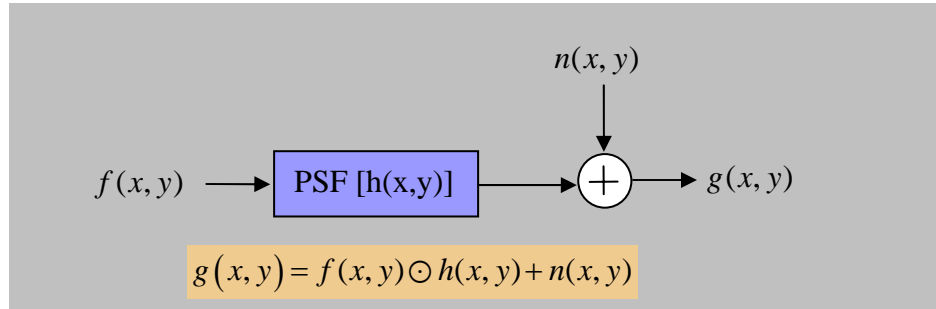 n(x, y)
f(x, y) PSF [h(x,y)] + g(x, y)
g(x, y) = f(x, y) ⊙ h(x, y) + n(x, y)